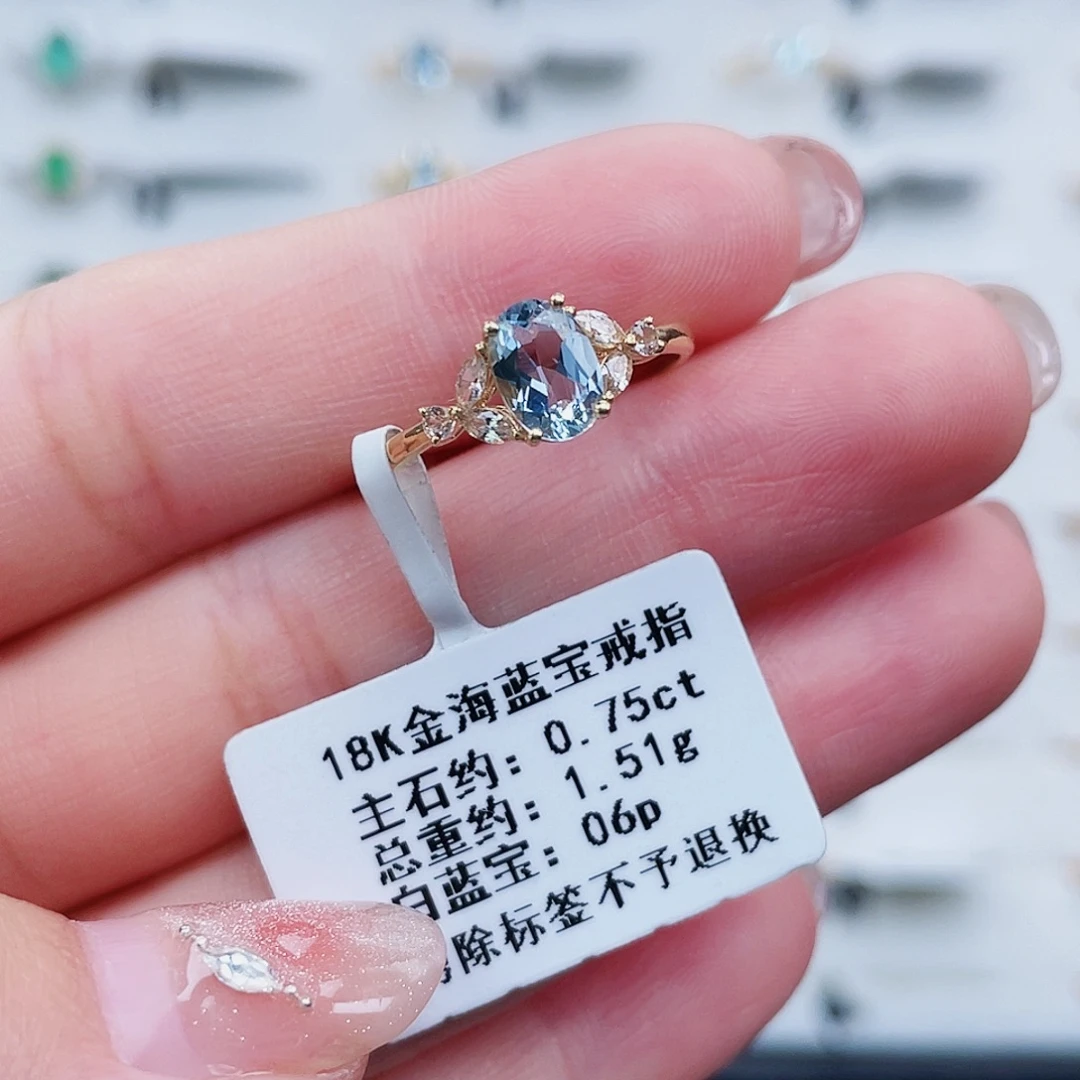 18K金海蓝宝戒指
主石约: 0.75ct
总重约: 1.51g
白蓝宝: 06p
除标签不予退换